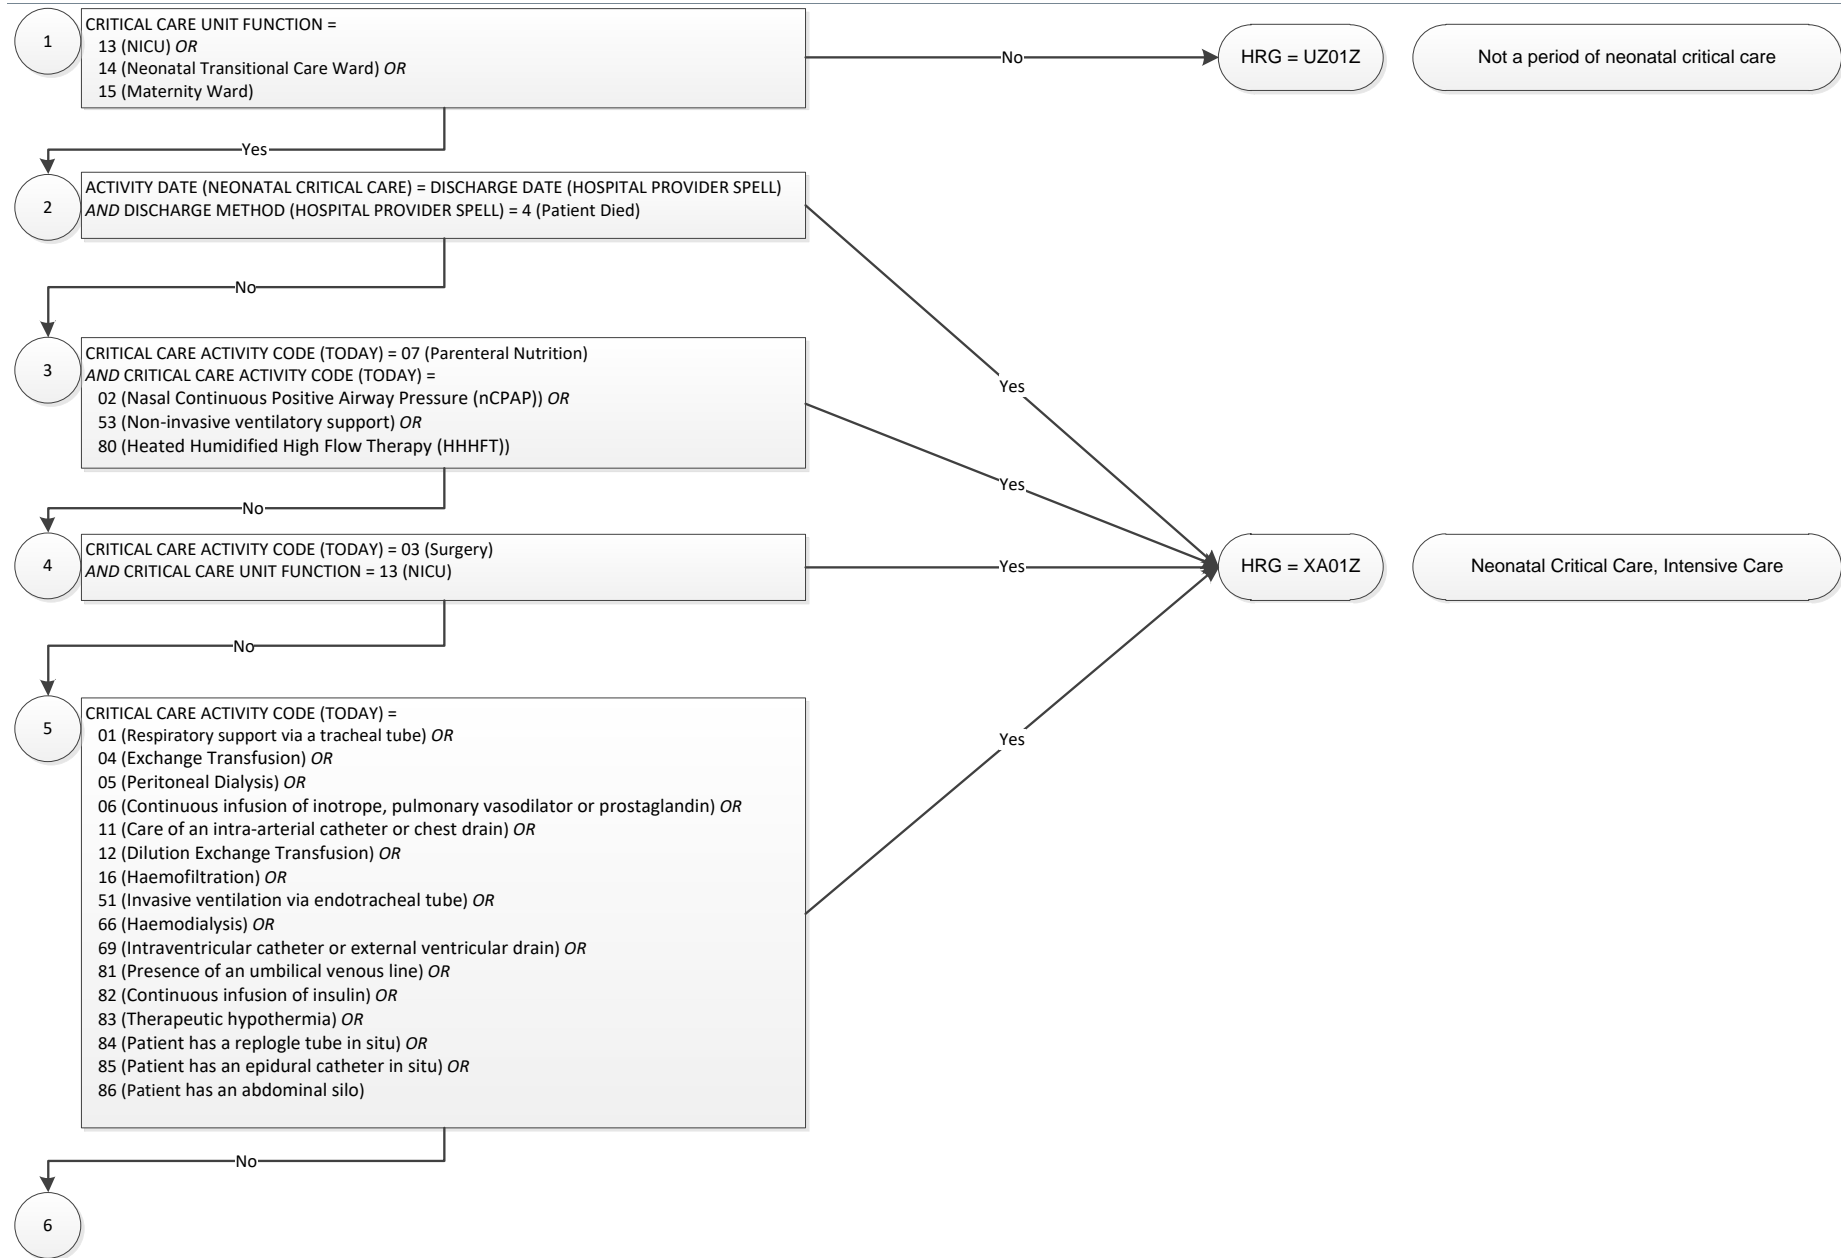 1
CRITICAL CARE UNIT FUNCTION =
13 (NICU) OR
14 (Neonatal Transitional Care Ward) OR
15 (Maternity Ward)
No
HRG = UZ01Z
Not a period of neonatal critical care
Yes
2
ACTIVITY DATE (NEONATAL CRITICAL CARE) = DISCHARGE DATE (HOSPITAL PROVIDER SPELL)
AND DISCHARGE METHOD (HOSPITAL PROVIDER SPELL) = 4 (Patient Died)
No
Yes
3
CRITICAL CARE ACTIVITY CODE (TODAY) = 07 (Parenteral Nutrition)
AND CRITICAL CARE ACTIVITY CODE (TODAY) =
02 (Nasal Continuous Positive Airway Pressure (nCPAP)) OR
53 (Non-invasive ventilatory support) OR
80 (Heated Humidified High Flow Therapy (HHHFT))
Yes
No
4
CRITICAL CARE ACTIVITY CODE (TODAY) = 03 (Surgery)
AND CRITICAL CARE UNIT FUNCTION = 13 (NICU)
Yes
HRG = XA01Z
Neonatal Critical Care, Intensive Care
No
5
CRITICAL CARE ACTIVITY CODE (TODAY) =
01 (Respiratory support via a tracheal tube) OR
04 (Exchange Transfusion) OR
05 (Peritoneal Dialysis) OR
06 (Continuous infusion of inotrope, pulmonary vasodilator or prostaglandin) OR
11 (Care of an intra-arterial catheter or chest drain) OR
12 (Dilution Exchange Transfusion) OR
16 (Haemofiltration) OR
51 (Invasive ventilation via endotracheal tube) OR
66 (Haemodialysis) OR
69 (Intraventricular catheter or external ventricular drain) OR
81 (Presence of an umbilical venous line) OR
82 (Continuous infusion of insulin) OR
83 (Therapeutic hypothermia) OR
84 (Patient has a replogle tube in situ) OR
85 (Patient has an epidural catheter in situ) OR
86 (Patient has an abdominal silo)
Yes
No
6